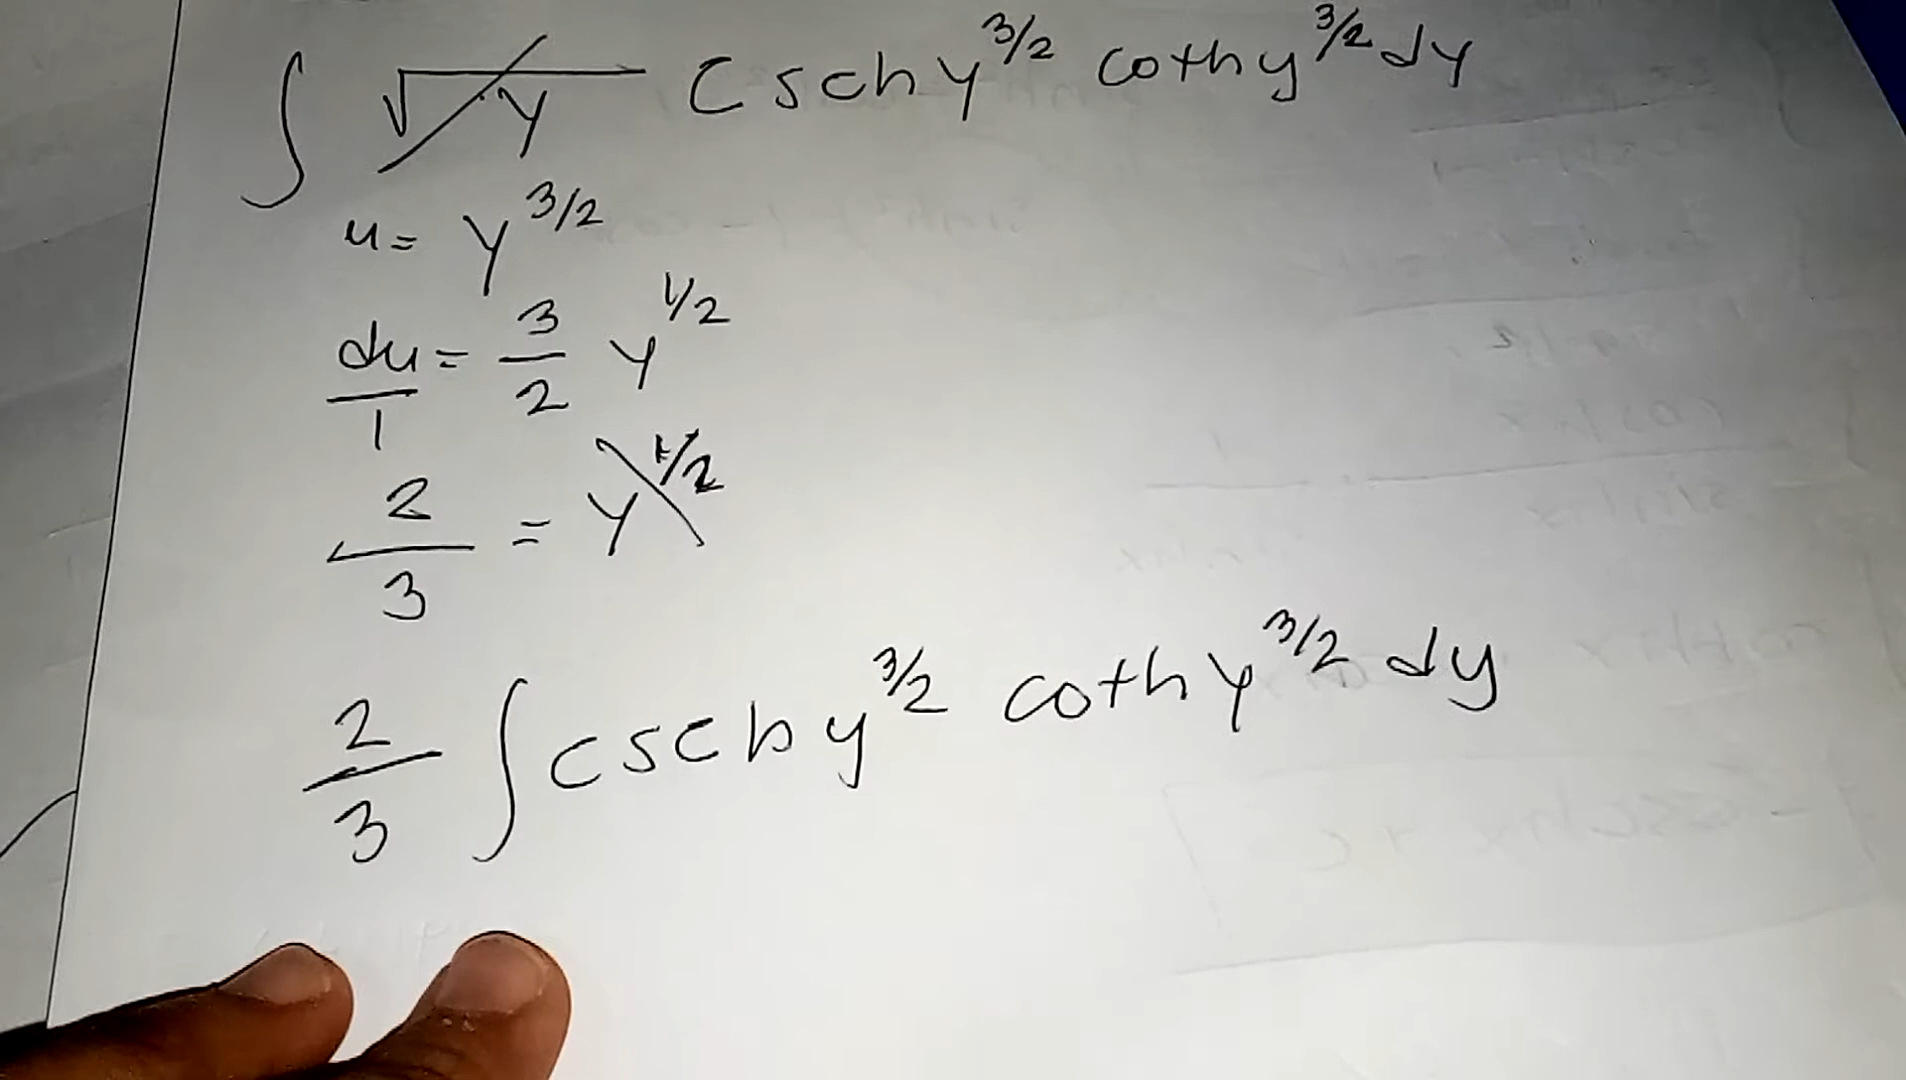 ∫ √y csch y^3/2 coth y^3/2 dy
u = y^3/2
du/1 = 3/2 y^1/2
2/3 = y^1/2
2/3 ∫ csch y^3/2 coth y^3/2 dy